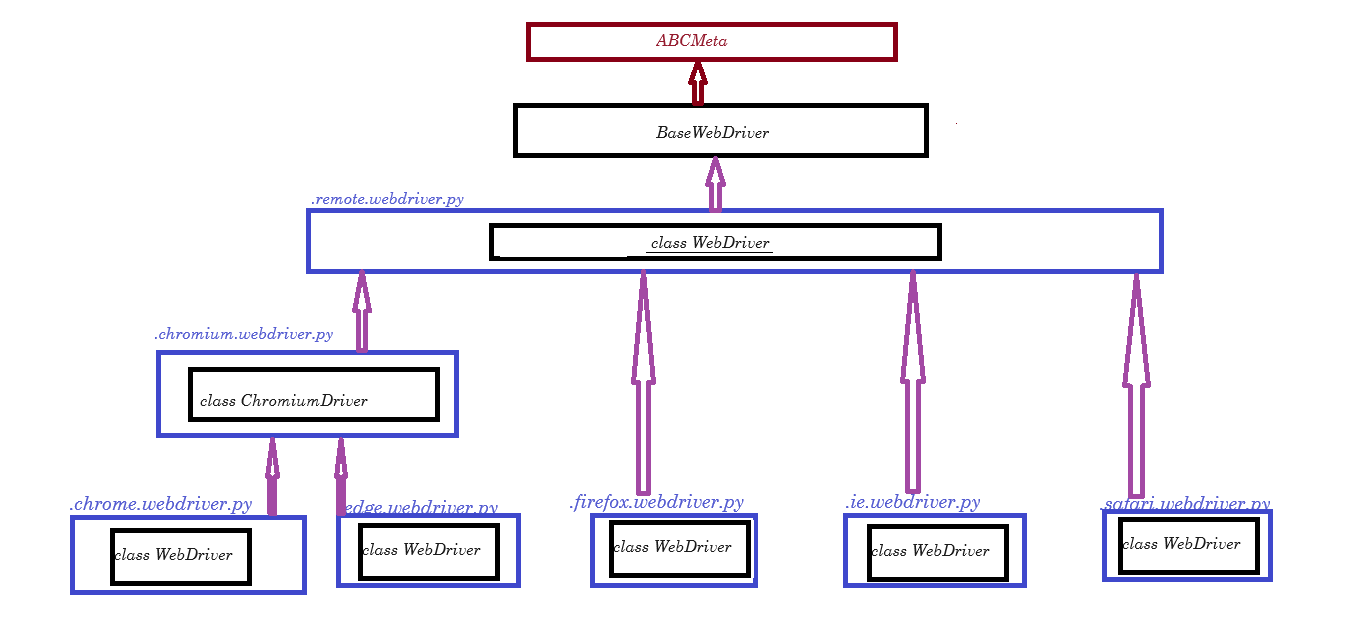 ABCMeta
BaseWebDriver
.remote.webdriver.py
class WebDriver
.chromium.webdriver.py
class ChromiumDriver
.chrome.webdriver.py
edge.webdriver.py
.firefox.webdriver.py
.ie.webdriver.py
.safari.webdriver.py
class WebDriver
class WebDriver
class WebDriver
class WebDriver
class WebDriver